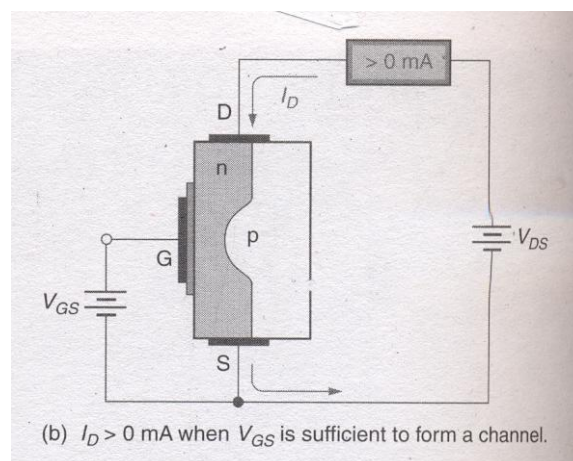 > 0 mA
I_D
D
n
p
G
V_DS
V_GS
S
(b) I_D > 0 mA when V_GS is sufficient to form a channel.